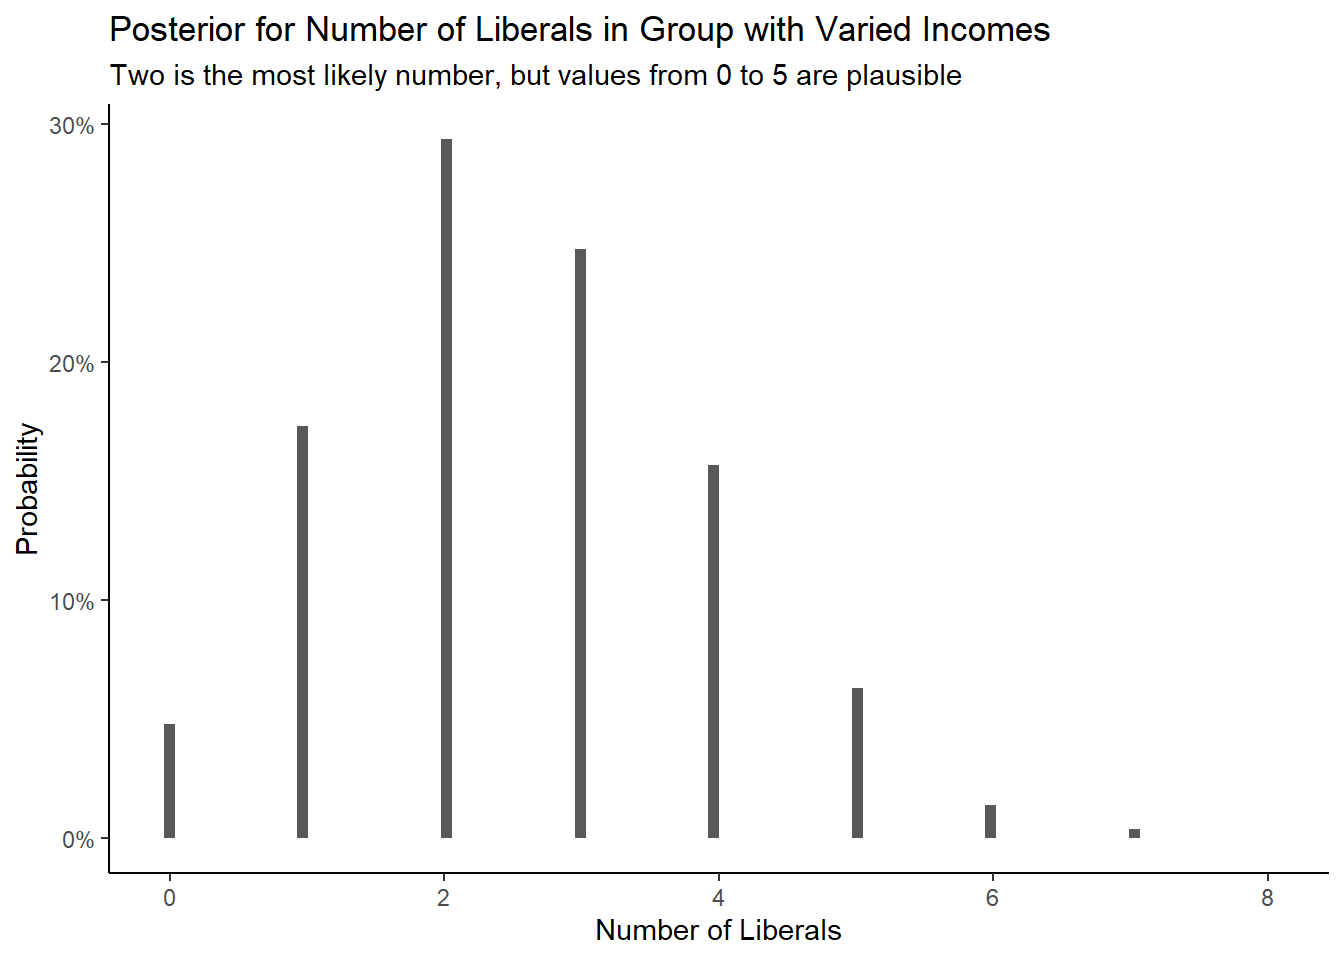 Posterior for Number of Liberals in Group with Varied Incomes
Two is the most likely number, but values from 0 to 5 are plausible
30%
20%
10%
0%
Probability
0 2 4 6 8
Number of Liberals